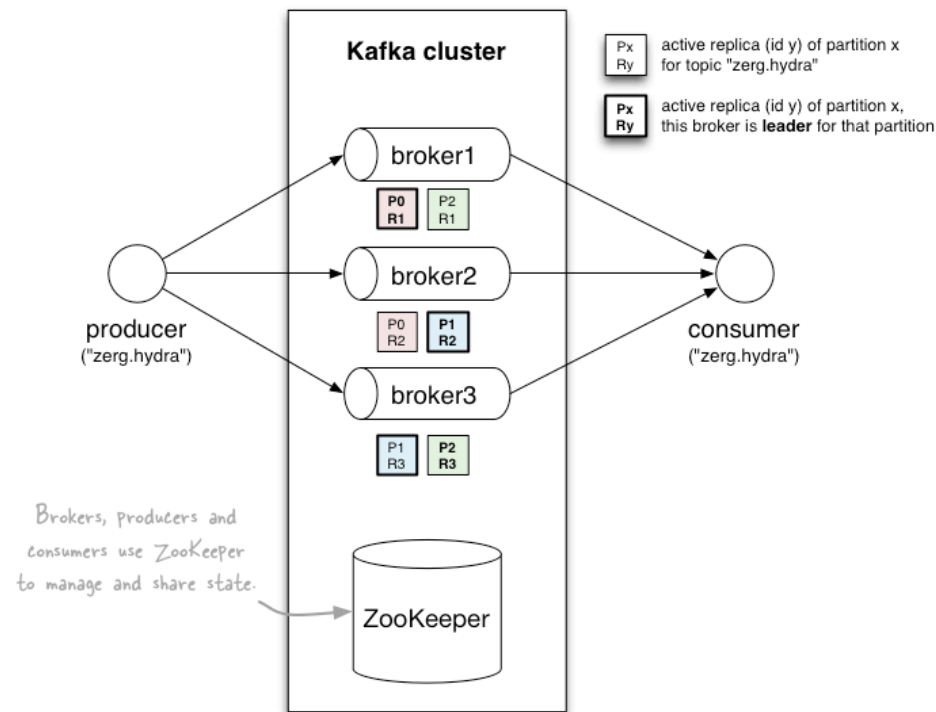 Kafka cluster
Px
Ry
active replica (id y) of partition x
for topic "zerg.hydra"
Px
Ry
active replica (id y) of partition x,
this broker is leader for that partition
broker1
P0
R1
P2
R1
broker2
P0
R2
P1
R2
broker3
P1
R3
P2
R3
producer
("zerg.hydra")
consumer
("zerg.hydra")
Brokers, producers and
consumers use ZooKeeper
to manage and share state.
ZooKeeper